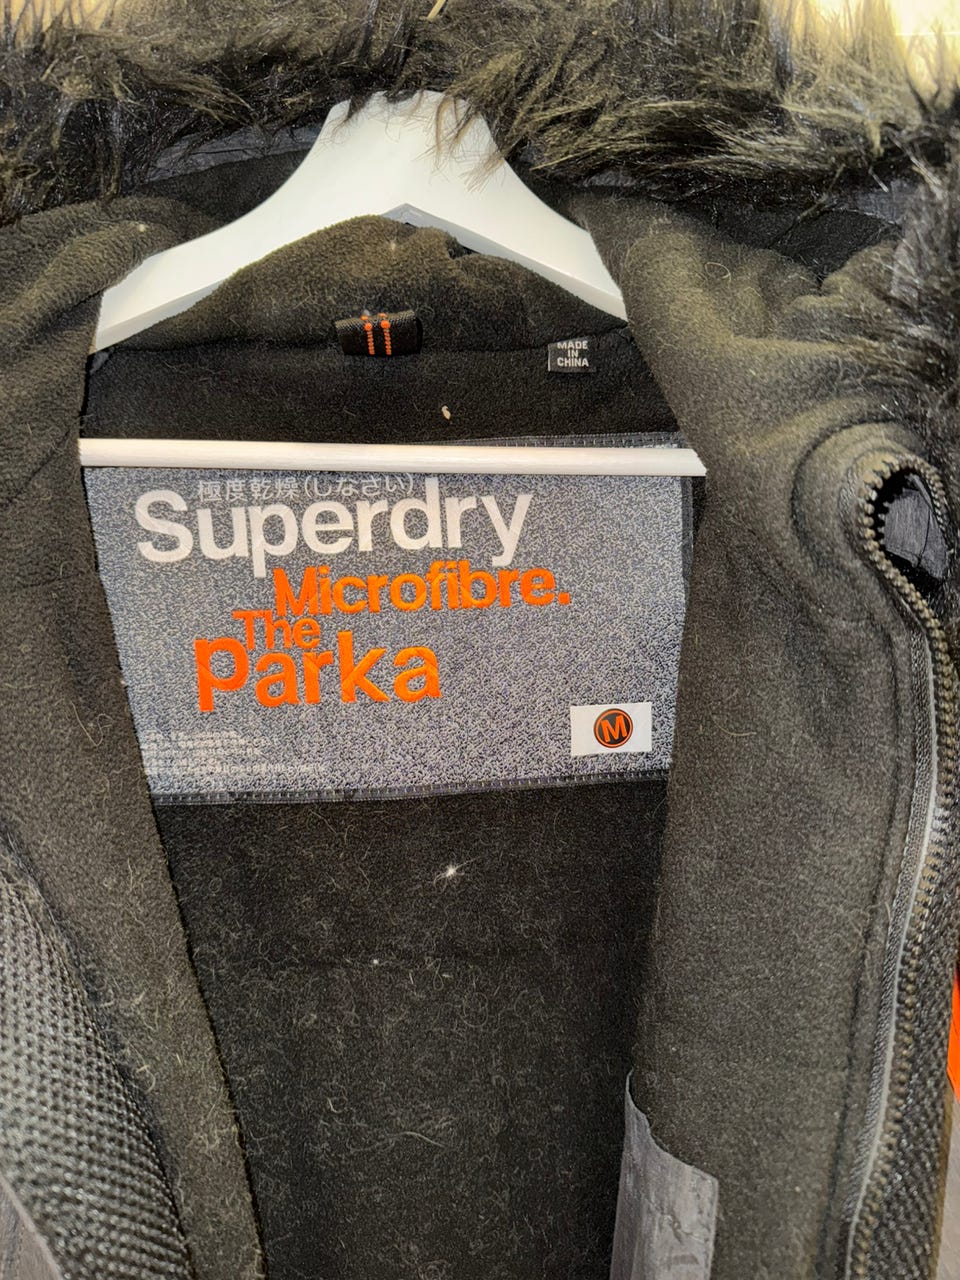 MADE
IN
CHINA
極度乾燥(しなさい)
Superdry
Microfibre.
The
Parka
M